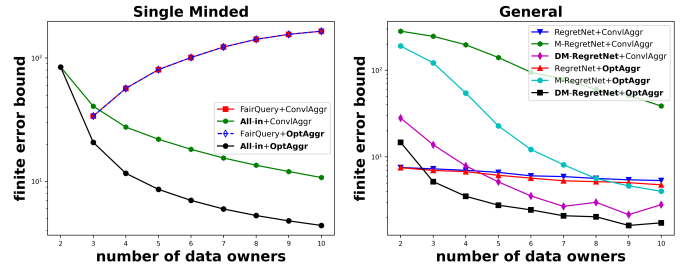 Single Minded
finite error bound
10²
10¹
FairQuery+ConvlAggr
All-in+ConvlAggr
FairQuery+OptAggr
All-in+OptAggr
2 3 4 5 6 7 8 9 10
number of data owners
General
finite error bound
10²
10¹
RegretNet+ConvlAggr
M-RegretNet+ConvlAggr
DM-RegretNet+ConvlAggr
RegretNet+OptAggr
M-RegretNet+OptAggr
DM-RegretNet+OptAggr
2 3 4 5 6 7 8 9 10
number of data owners